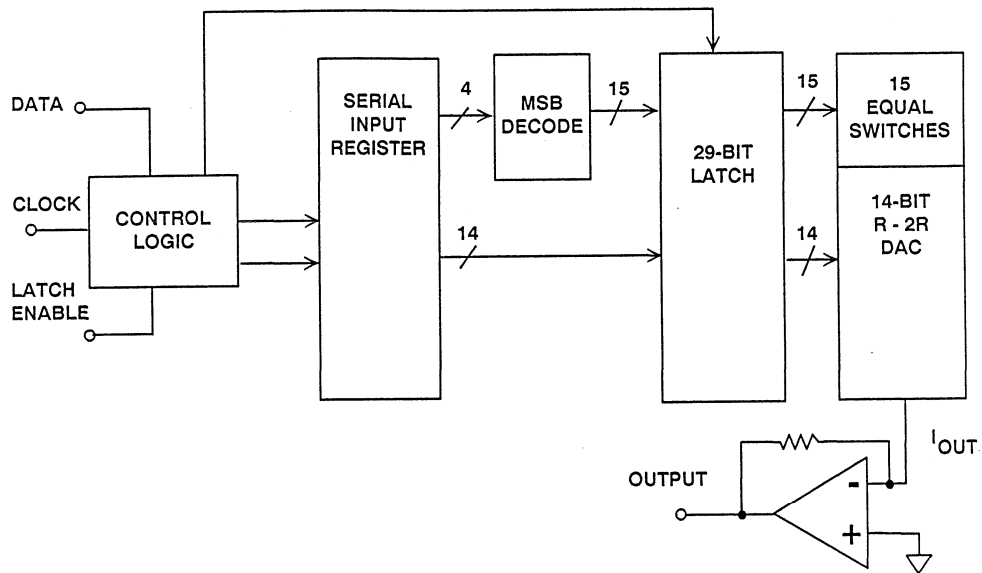 DATA
CLOCK
LATCH
ENABLE
CONTROL
LOGIC
SERIAL
INPUT
REGISTER
4
MSB
DECODE
15
14
29-BIT
LATCH
15
14
15
EQUAL
SWITCHES
14-BIT
R - 2R
DAC
IOUT
OUTPUT
-
+